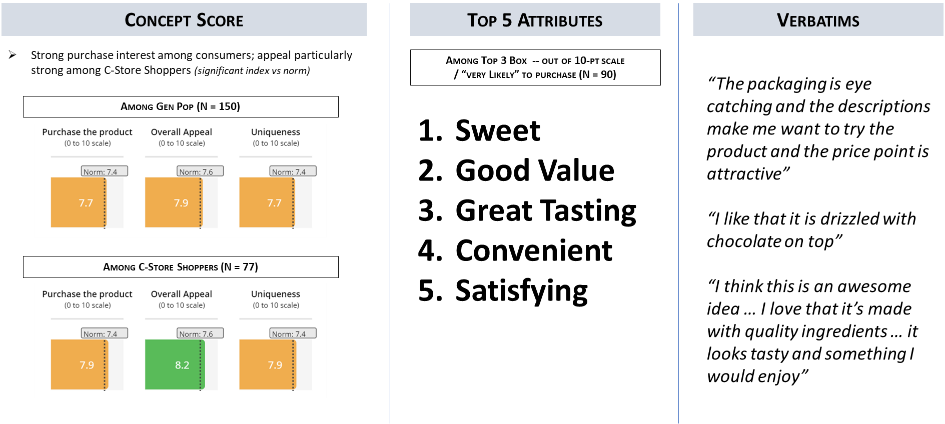 CONCEPT SCORE
➢ Strong purchase interest among consumers; appeal particularly
strong among C-Store Shoppers (significant index vs norm)
AMONG GEN POP (N = 150)
Purchase the product Overall Appeal Uniqueness
(0 to 10 scale) (0 to 10 scale) (0 to 10 scale)
Norm: 7.4 Norm: 7.6 Norm: 7.4
7.7 7.9 7.7
AMONG C-STORE SHOPPERS (N = 77)
Purchase the product Overall Appeal Uniqueness
(0 to 10 scale) (0 to 10 scale) (0 to 10 scale)
Norm: 7.4 Norm: 7.6 Norm: 7.4
7.9 8.2 7.9
TOP 5 ATTRIBUTES
AMONG TOP 3 BOX -- OUT OF 10-PT SCALE
/ "VERY LIKELY" TO PURCHASE (N = 90)
1. Sweet
2. Good Value
3. Great Tasting
4. Convenient
5. Satisfying
VERBATIMS
“The packaging is eye
catching and the descriptions
make me want to try the
product and the price point is
attractive”
“I like that it is drizzled with
chocolate on top”
“I think this is an awesome
idea … I love that it’s made
with quality ingredients … it
looks tasty and something I
would enjoy”